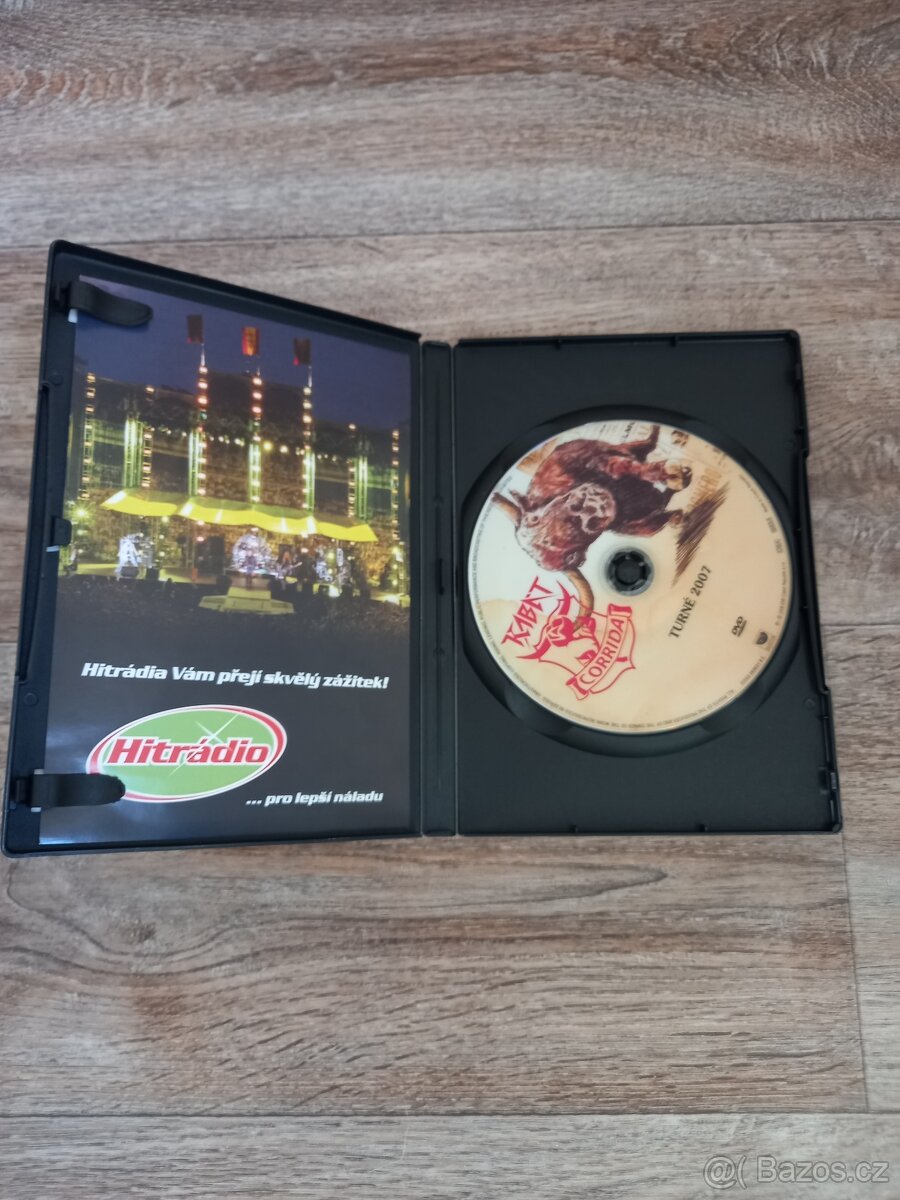 Hitrádia Vám přejí skvělý zážitek!
Hitrádio
... pro lepší náladu
KABÁT
CORRIDA
TURNÉ 2007
DVD
@( Bazos.cz